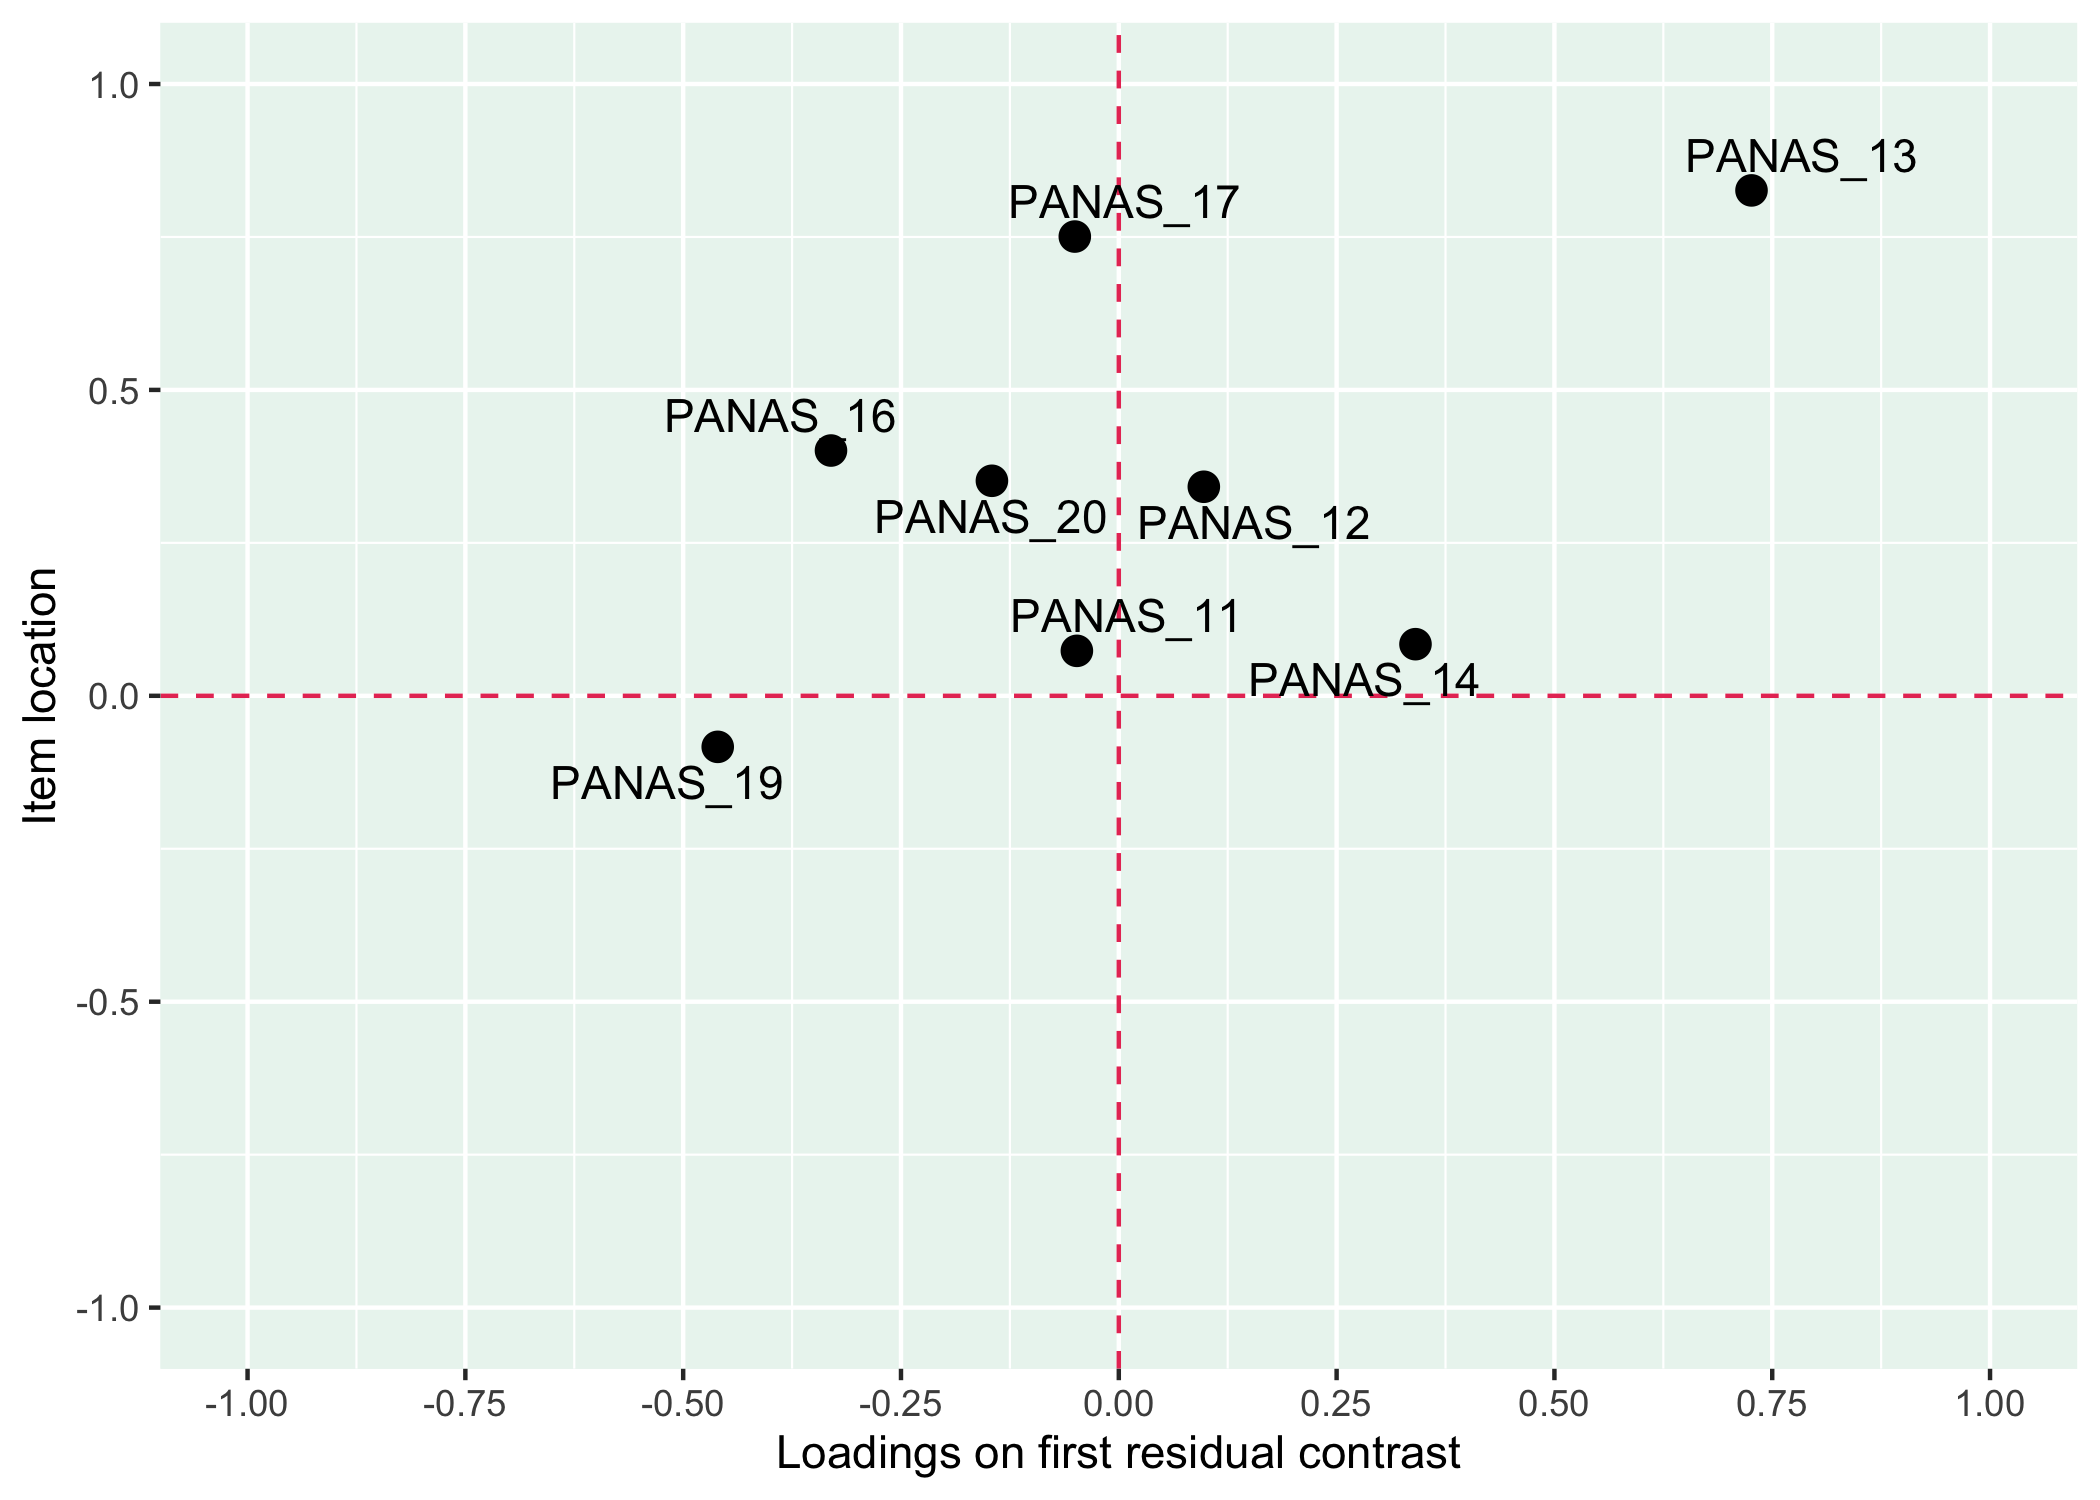 1.0
0.5
0.0
-0.5
-1.0
Item location
PANAS_13
PANAS_17
PANAS_16
PANAS_20
PANAS_12
PANAS_11
PANAS_14
PANAS_19
-1.00 -0.75 -0.50 -0.25 0.00 0.25 0.50 0.75 1.00
Loadings on first residual contrast